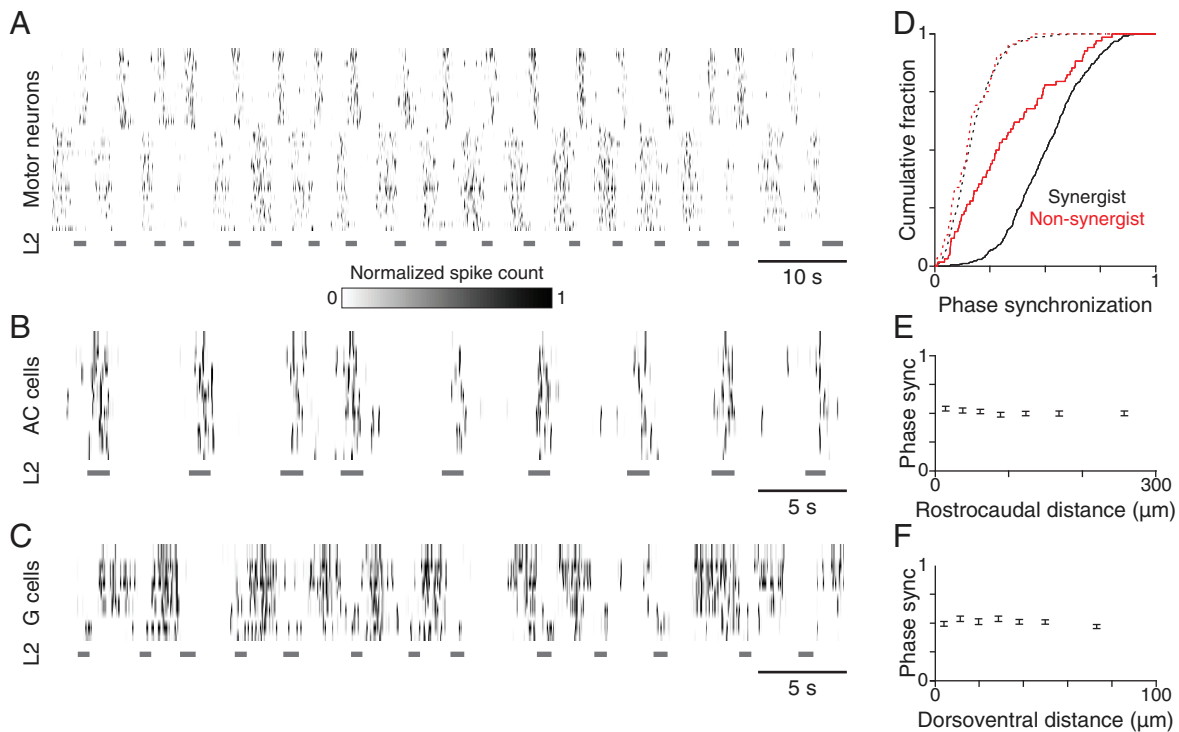 A
Motor neurons
L2
10 s
Normalized spike count
0
1
B
AC cells
L2
5 s
C
G cells
L2
5 s
D
Cumulative fraction
1
0
Synergist
Non-synergist
0
1
Phase synchronization
E
Phase sync
1
0
0
300
Rostrocaudal distance (µm)
F
Phase sync
1
0
0
100
Dorsoventral distance (µm)